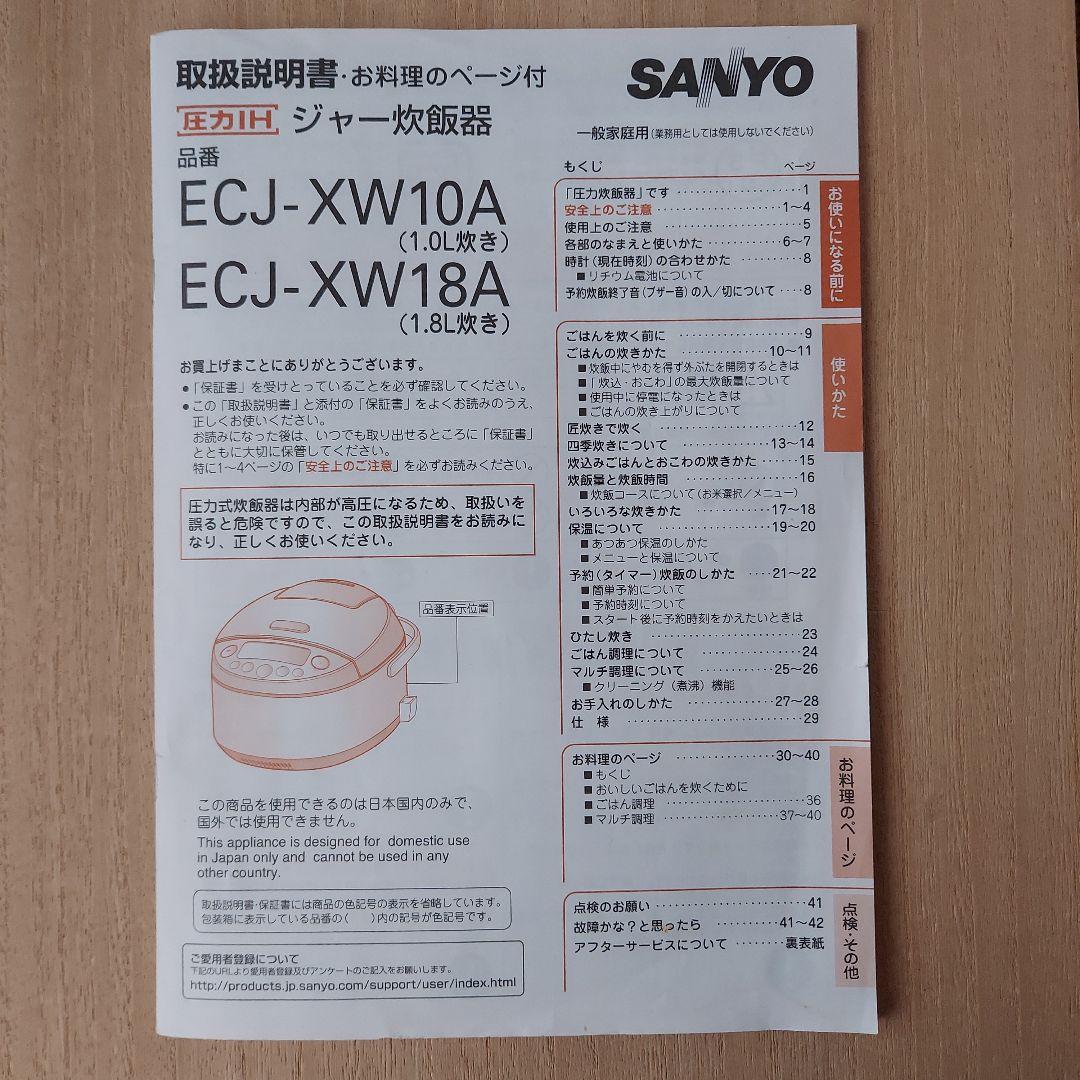 取扱説明書・お料理のページ付
圧力IH ジャー炊飯器
品番
ECJ-XW10A
(1.0L炊き)
ECJ-XW18A
(1.8L炊き)
お買上げまことにありがとうございます。
●「保証書」を受けとっていることを必ず確認してください。
●この「取扱説明書」と添付の「保証書」をよくお読みのうえ、
正しくお使いください。
お読みになった後は、いつでも取り出せるところに「保証書」
とともに大切に保管してください。
特に1~4ページの「安全上のご注意」を必ずお読みください。
圧力式炊飯器は内部が高圧になるため、取扱いを
誤ると危険ですので、この取扱説明書をお読みに
なり、正しくお使いください。
品番表示位置
この商品を使用できるのは日本国内のみで、
国外では使用できません。
This appliance is designed for domestic use
in Japan only and cannot be used in any
other country.
取扱説明書・保証書には商品の色記号の表示を省略しています。
包装箱に表示している品番の( )内の記号が色記号です。
ご愛用者登録について
下記のURLより愛用者登録及びアンケートのご記入をお願いします。
http://products.jp.sanyo.com/support/user/index.html
SANYO
一般家庭用(業務用としては使用しないでください)
もくじ ページ
「圧力炊飯器」です ・・・・・・・・・・ 1
安全上のご注意 ・・・・・・・・・・ 1~4
使用上のご注意 ・・・・・・・・・・ 5
各部のなまえと使いかた ・・・・・・ 6~7
時計(現在時刻)の合わせかた ・・・・・・ 8
■リチウム電池について
予約炊飯終了音(ブザー音)の入/切について ・・・・ 8
お使いになる前に
ごはんを炊く前に ・・・・・・・・・・ 9
ごはんの炊きかた ・・・・・・・・・・ 10~11
■炊飯中にやむを得ず外ぶたを開閉するときは
■「炊込・おこわ」の最大炊飯量について
■使用中に停電になったときは
■ごはんの炊き上がりについて
匠炊きで炊く ・・・・・・・・・・ 12
四季炊きについて ・・・・・・・・・・ 13~14
炊込みごはんとおこわの炊きかた ・・・・・・ 15
炊飯量と炊飯時間 ・・・・・・・・・・ 16
■炊飯コースについて(お米選択/メニュー)
いろいろな炊きかた ・・・・・・・・・・ 17~18
保温について ・・・・・・・・・・ 19~20
■あつあつ保温のしかた
■メニューと保温について
予約(タイマー)炊飯のしかた ・・・・ 21~22
■簡単予約について
■予約時刻について
■スタート後に予約時刻をかえたいときは
ひたし炊き ・・・・・・・・・・ 23
ごはん調理について ・・・・・・・・・・ 24
マルチ調理について ・・・・・・・・・・ 25~26
■クリーニング(煮沸)機能
お手入れのしかた ・・・・・・・・・・ 27~28
仕 様 ・・・・・・・・・・ 29
使いかた
お料理のページ ・・・・・・・・・・ 30~40
■もくじ
■おいしいごはんを炊くために
■ごはん調理 ・・・・・・・・・・ 36
■マルチ調理 ・・・・・・・・・・ 37~40
お料理のページ
点検のお願い ・・・・・・・・・・ 41
故障かな?と思ったら ・・・・・・・・ 41~42
アフターサービスについて ・・・・・・・・ 裏表紙
点検・その他